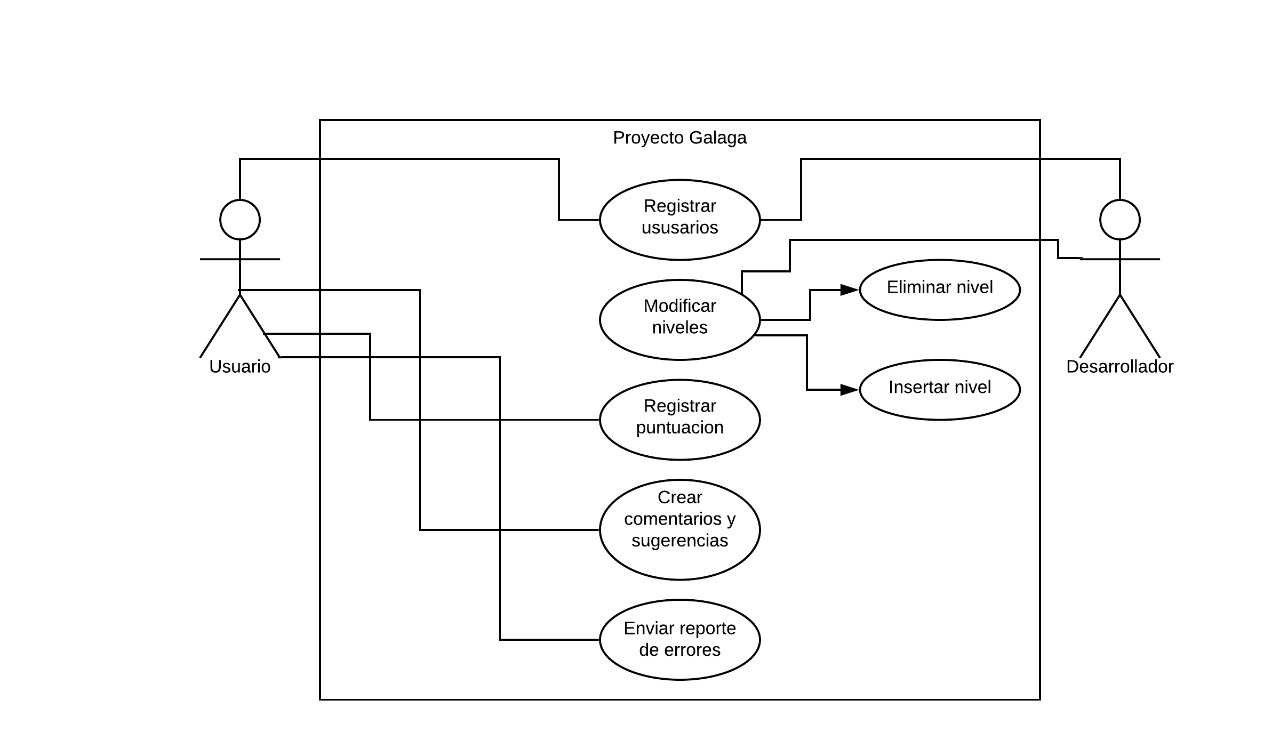 Proyecto Galaga
Registrar
ususarios
Modificar
niveles
Eliminar nivel
Insertar nivel
Usuario
Desarrollador
Registrar
puntuacion
Crear
comentarios y
sugerencias
Enviar reporte
de errores